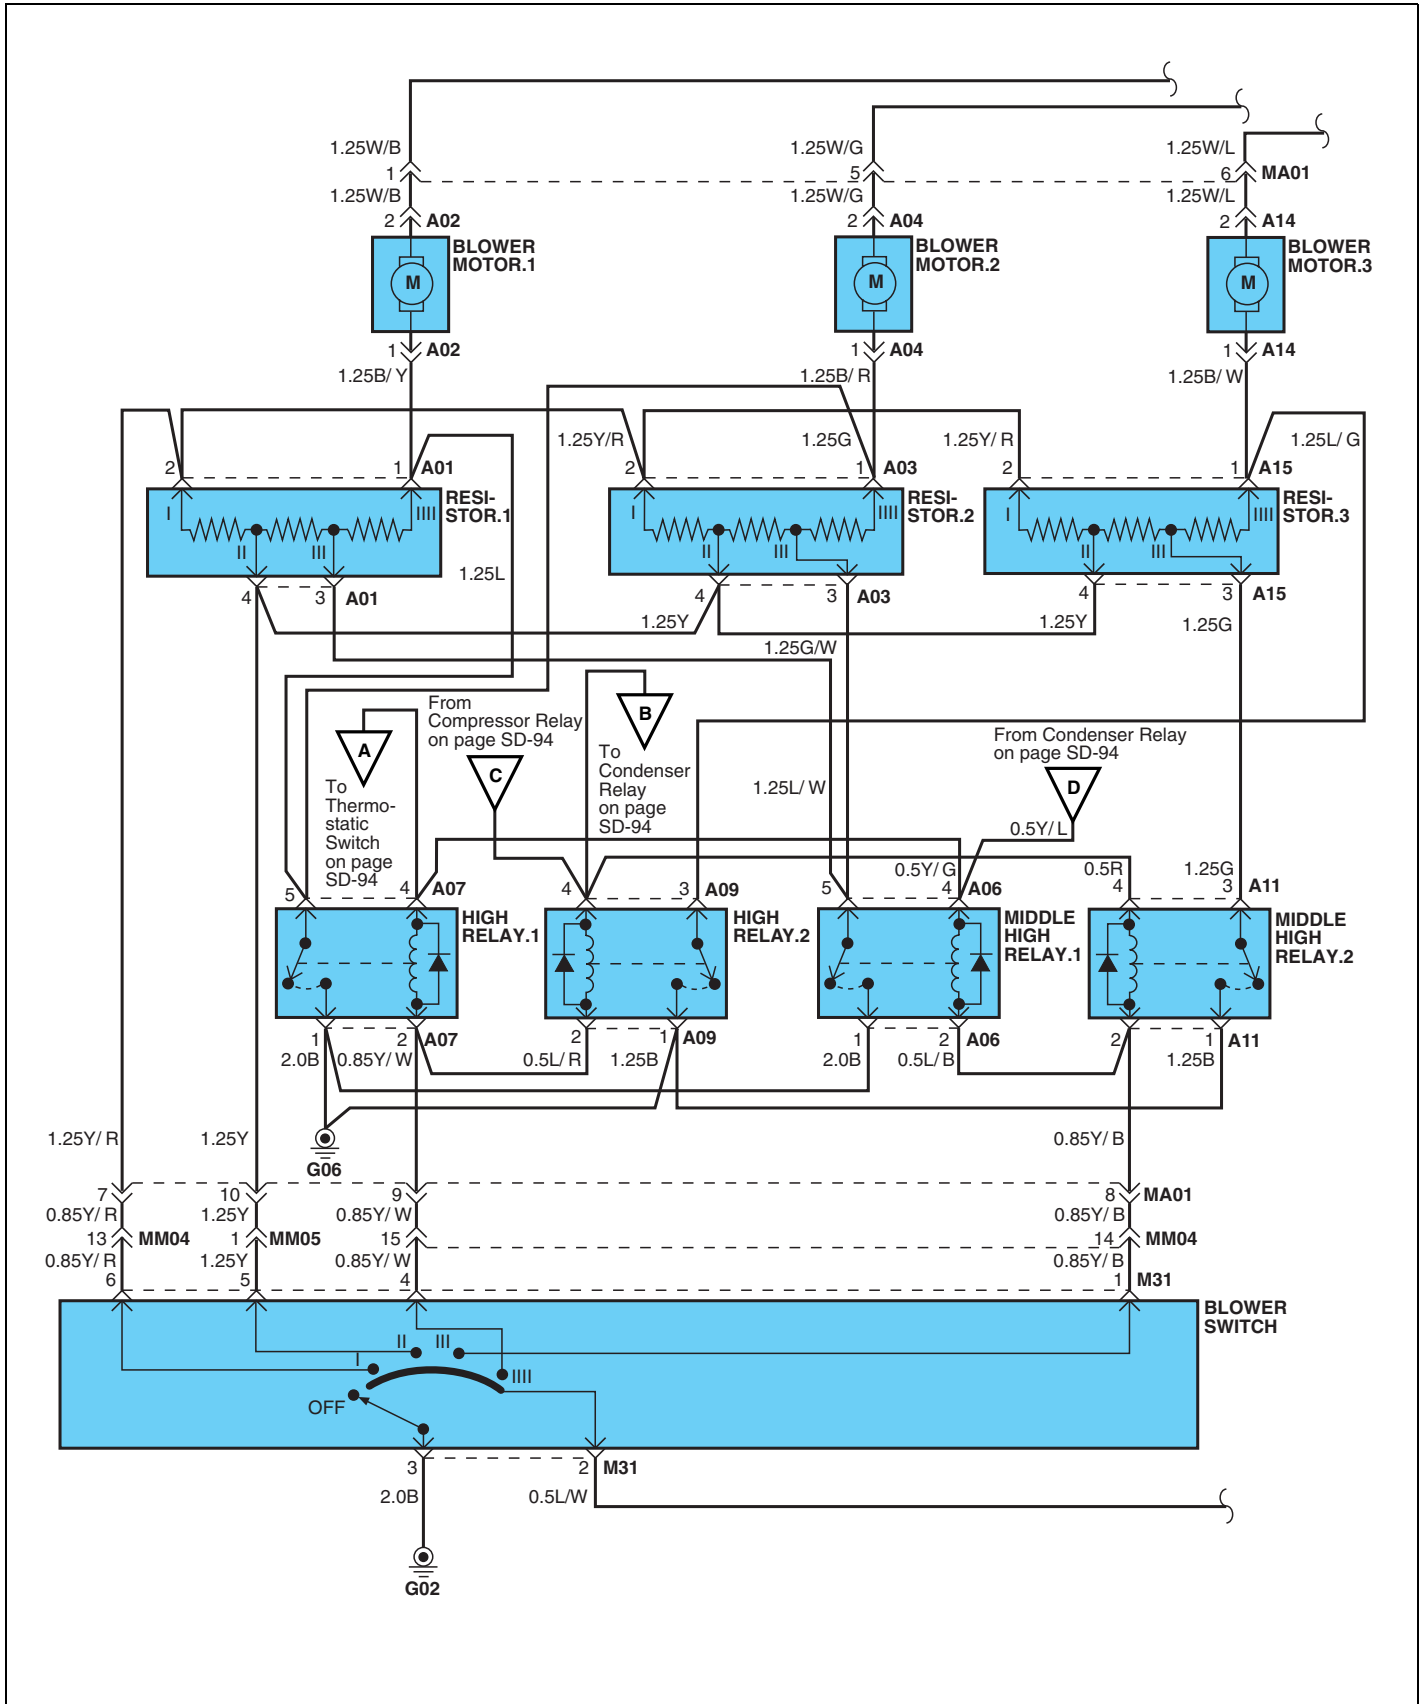 1.25W/B 1.25W/G 1.25W/L
1 5 6 MA01
1.25W/B 1.25W/G 1.25W/L
2 A02 2 A04 2 A14
BLOWER MOTOR.1
BLOWER MOTOR.2
BLOWER MOTOR.3
M M M
1 A02 1 A04 1 A14
1.25B/ Y 1.25B/ R 1.25B/ W
1.25Y/R 1.25G 1.25Y/ R 1.25L/ G
2 1 A01 2 1 A03 2 1 A15
RESI-
STOR.1
RESI-
STOR.2
RESI-
STOR.3
I IIII I IIII I IIII
II III II III II III
1.25L
4 3 A01 4 3 A03 4 3 A15
1.25Y 1.25Y 1.25G
1.25G/W
From
Compressor Relay
on page SD-94
A
B
C
To
Thermo-
static
Switch
on page
SD-94
To
Condenser
Relay
on page
SD-94
From Condenser Relay
on page SD-94
D
1.25L/ W
0.5Y/ L
0.5Y/ G 0.5R 1.25G
5 4 A07 4 3 A09 5 4 A06 4 3 A11
HIGH
RELAY.1
HIGH
RELAY.2
MIDDLE
HIGH
RELAY.1
MIDDLE
HIGH
RELAY.2
1 2 A07 2 1 A09 1 2 A06 2 1 A11
2.0B 0.85Y/ W 0.5L/ R 1.25B 2.0B 0.5L/ B 1.25B
G06
1.25Y/ R 1.25Y 0.85Y/ B
7 10 9 8 MA01
0.85Y/ R 1.25Y 0.85Y/ W 0.85Y/ B
13 MM04 1 MM05 15 14 MM04
0.85Y/ R 1.25Y 0.85Y/ W 0.85Y/ B
6 5 4 1 M31
BLOWER
SWITCH
I II III IIII
OFF
3 2 M31
2.0B 0.5L/W
G02